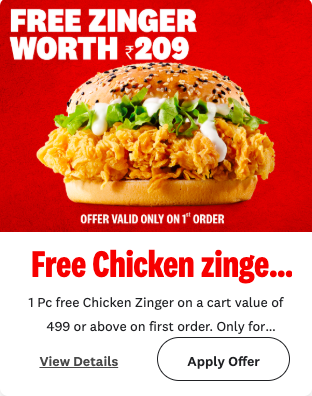 FREE ZINGER
WORTH ₹209
OFFER VALID ONLY ON 1st ORDER
Free Chicken zinge...
1 Pc free Chicken Zinger on a cart value of
499 or above on first order. Only for...
View Details
Apply Offer